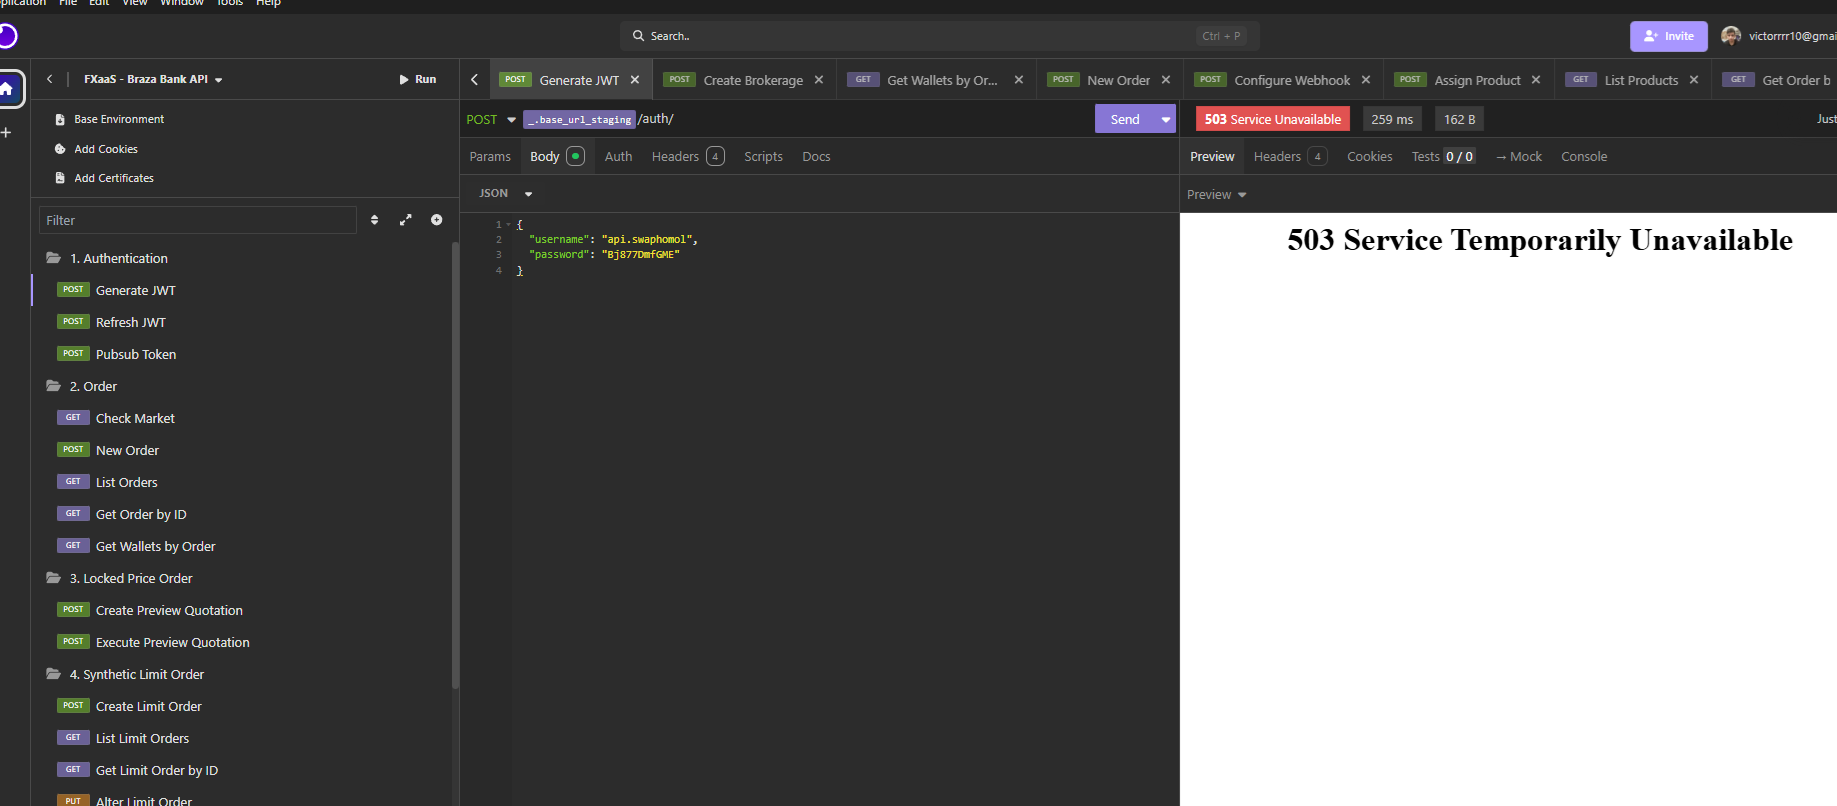 pplication File Edit View Window Tools Help
Search.. Ctrl + P
Invite
victorrrr10@gmai
FXaaS - Braza Bank API
Run
Base Environment
Add Cookies
Add Certificates
Filter
1. Authentication
POST Generate JWT
POST Refresh JWT
POST Pubsub Token
2. Order
GET Check Market
POST New Order
GET List Orders
GET Get Order by ID
GET Get Wallets by Order
3. Locked Price Order
POST Create Preview Quotation
POST Execute Preview Quotation
4. Synthetic Limit Order
POST Create Limit Order
GET List Limit Orders
GET Get Limit Order by ID
PUT Alter Limit Order
POST Generate JWT
POST Create Brokerage
GET Get Wallets by Or...
POST New Order
POST Configure Webhook
POST Assign Product
GET List Products
GET Get Order b
POST _.base_url_staging /auth/
Send
Params Body Auth Headers 4 Scripts Docs
JSON
1 {
2 "username": "api.swaphomol",
3 "password": "Bj877DmfGME"
4 }
503 Service Unavailable 259 ms 162 B Just
Preview Headers 4 Cookies Tests 0 / 0 → Mock Console
Preview
503 Service Temporarily Unavailable